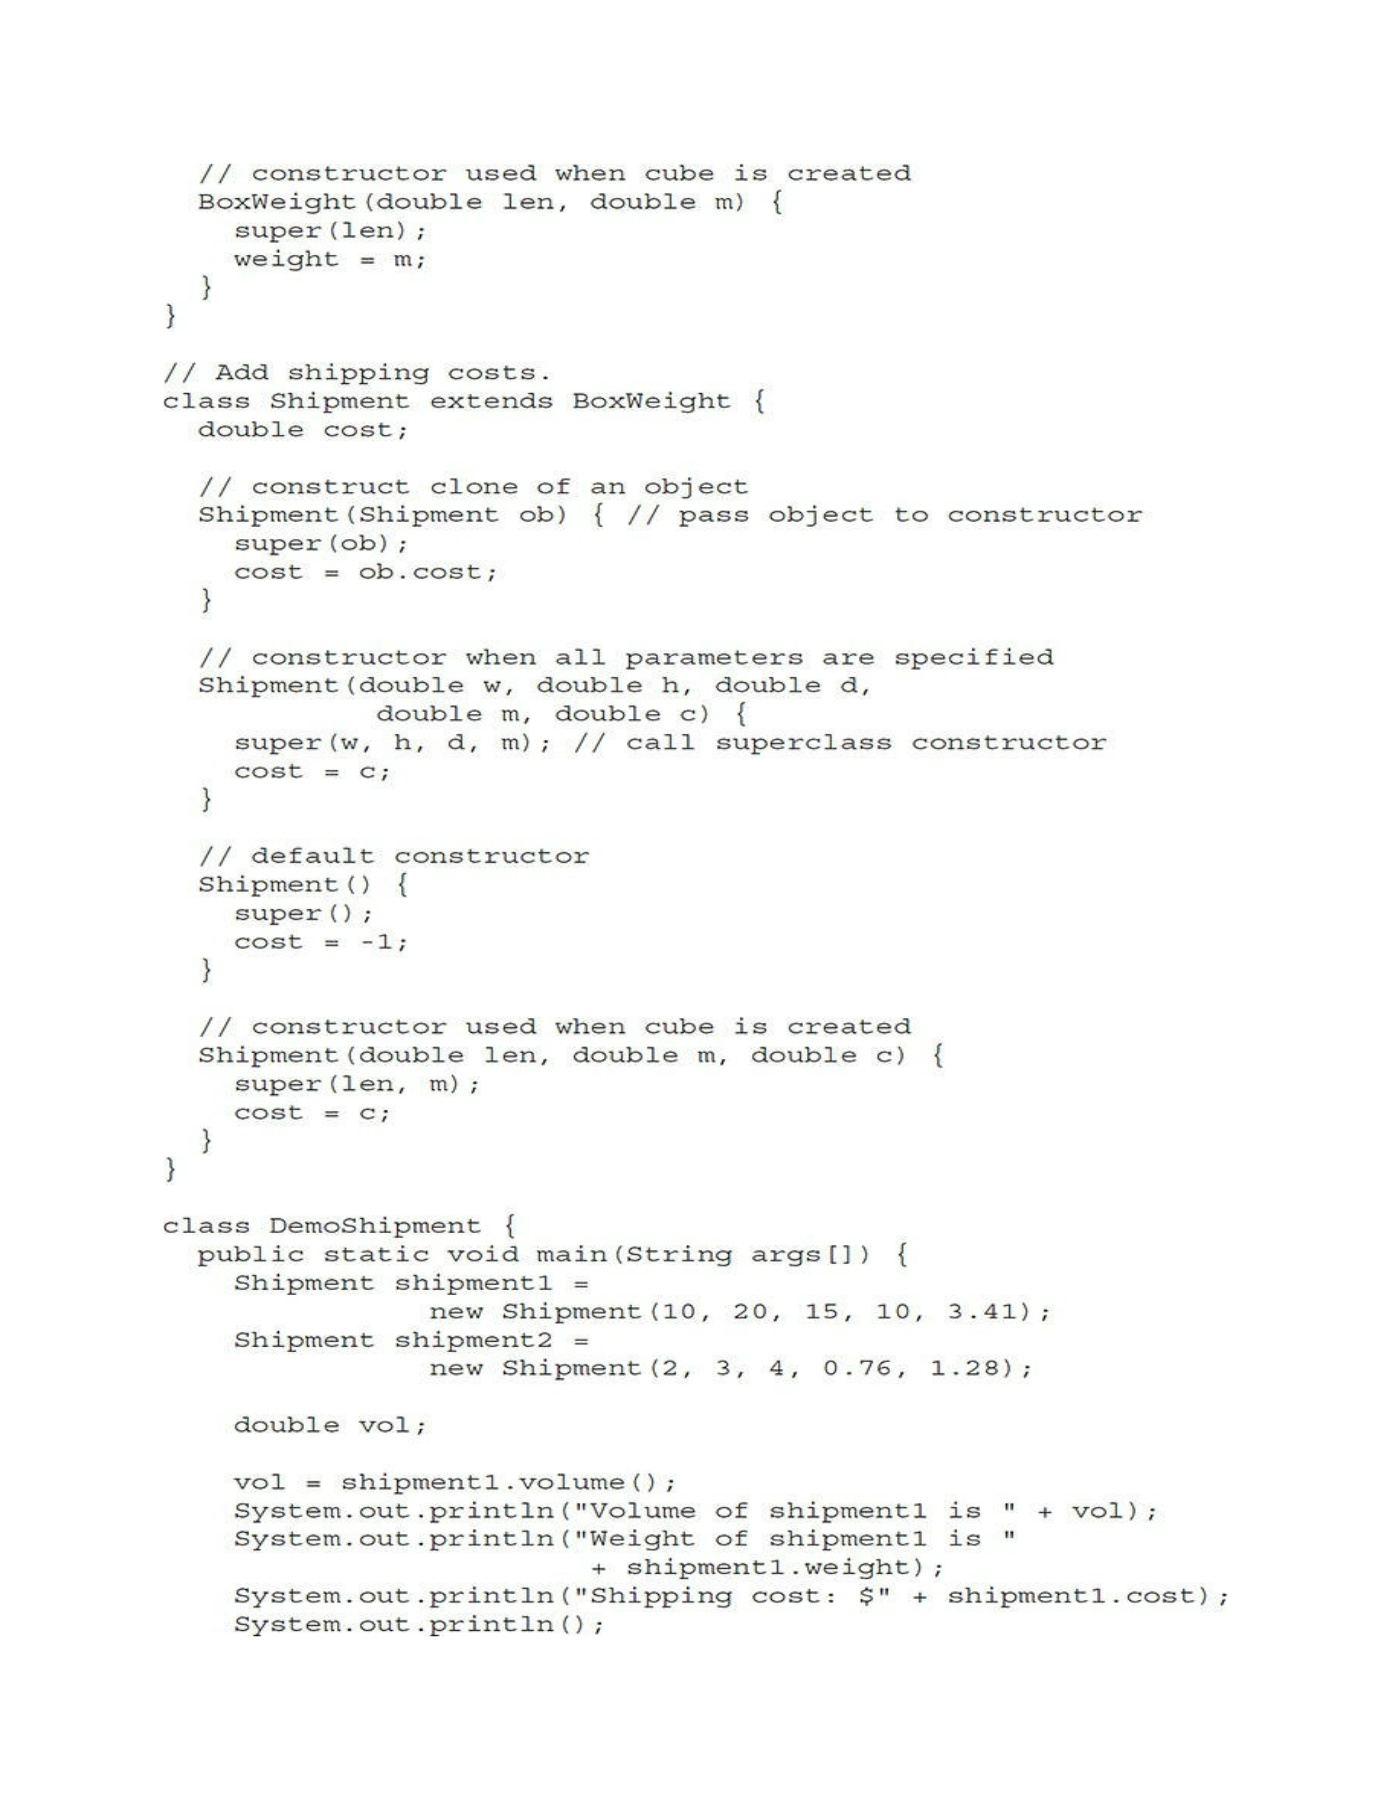 // constructor used when cube is created
BoxWeight(double len, double m) {
super(len);
weight = m;
}
}
// Add shipping costs.
class Shipment extends BoxWeight {
double cost;
// construct clone of an object
Shipment(Shipment ob) { // pass object to constructor
super(ob);
cost = ob.cost;
}
// constructor when all parameters are specified
Shipment(double w, double h, double d,
double m, double c) {
super(w, h, d, m); // call superclass constructor
cost = c;
}
// default constructor
Shipment() {
super();
cost = -1;
}
// constructor used when cube is created
Shipment(double len, double m, double c) {
super(len, m);
cost = c;
}
}
class DemoShipment {
public static void main(String args[]) {
Shipment shipment1 =
new Shipment(10, 20, 15, 10, 3.41);
Shipment shipment2 =
new Shipment(2, 3, 4, 0.76, 1.28);
double vol;
vol = shipment1.volume();
System.out.println("Volume of shipment1 is " + vol);
System.out.println("Weight of shipment1 is "
+ shipment1.weight);
System.out.println("Shipping cost: $" + shipment1.cost);
System.out.println();